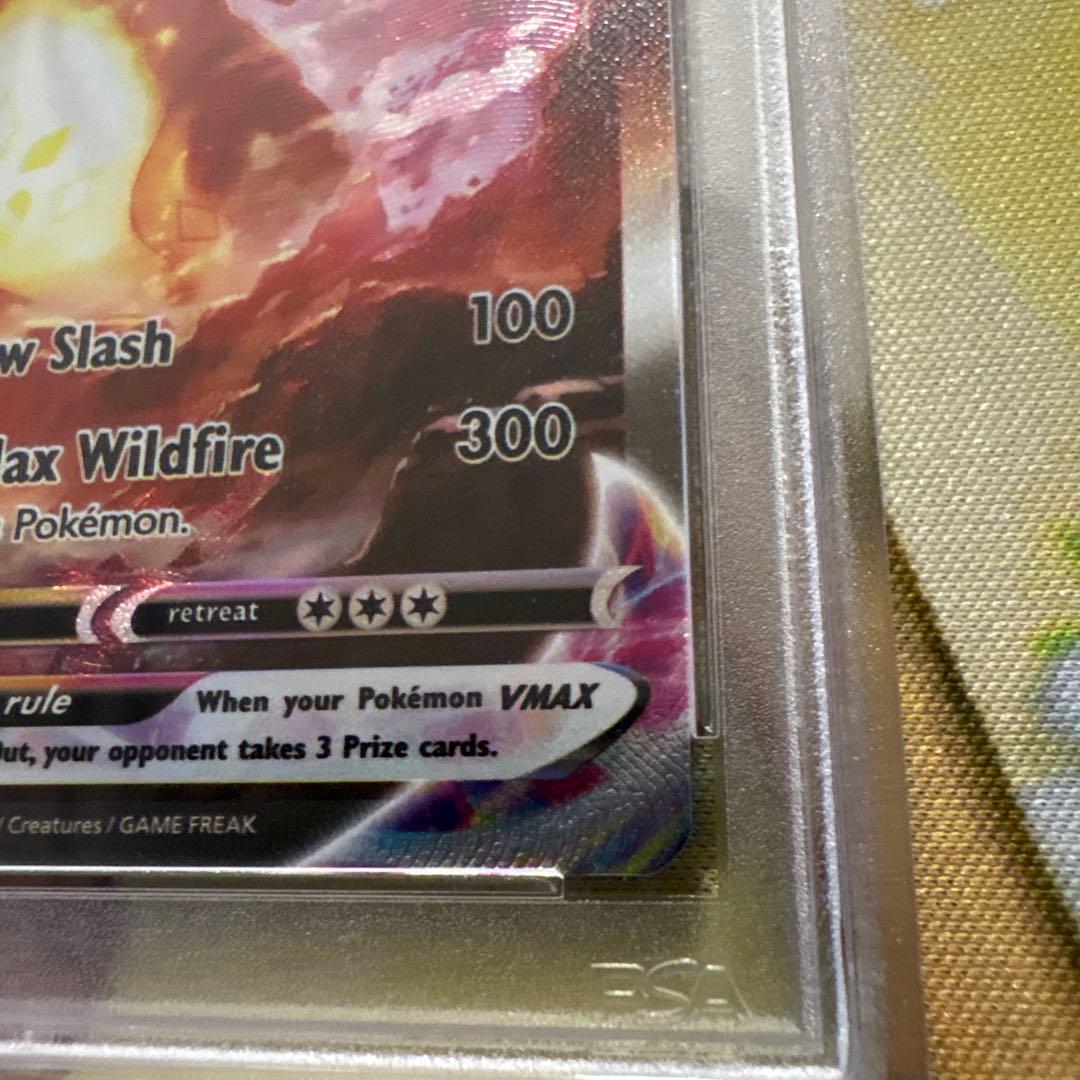 w Slash 100
ax Wildfire 300
Pokémon.
retreat
rule When your Pokémon VMAX
ut, your opponent takes 3 Prize cards.
/ Creatures / GAME FREAK
PSA